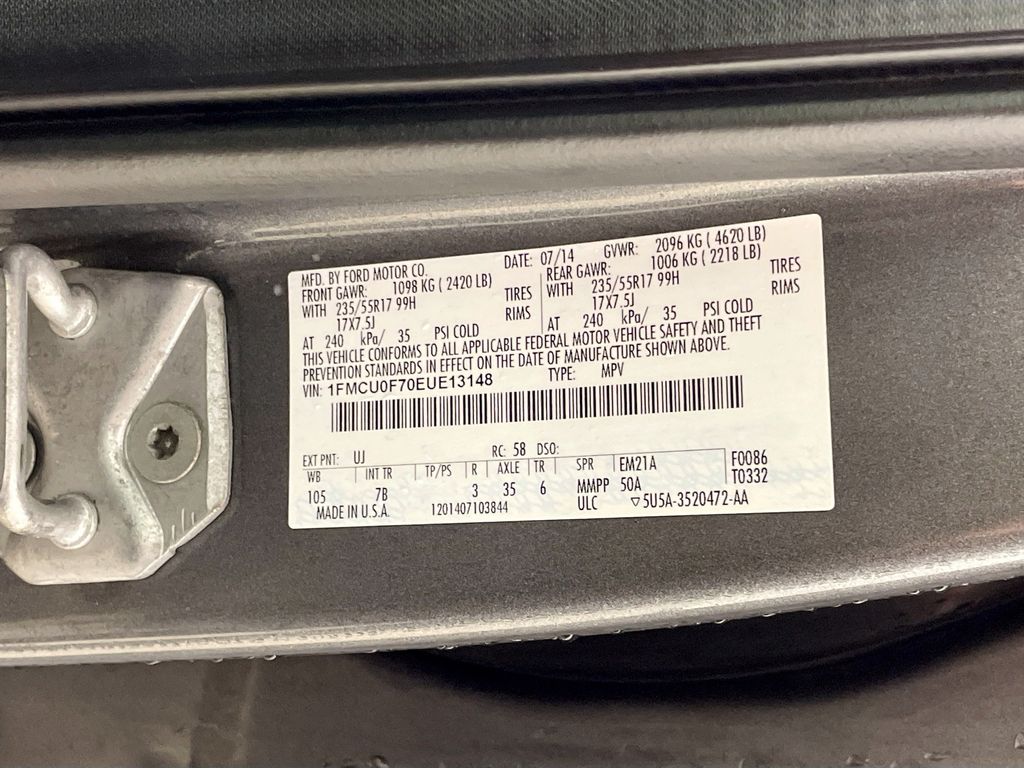 MFD. BY FORD MOTOR CO. DATE: 07/14 GVWR: 2096 KG ( 4620 LB)
FRONT GAWR: 1098 KG ( 2420 LB) REAR GAWR: 1006 KG ( 2218 LB)
WITH 235/55R17 99H TIRES WITH 235/55R17 99H TIRES
17X7.5J RIMS 17X7.5J RIMS
AT 240 kPa/ 35 PSI COLD AT 240 kPa/ 35 PSI COLD
THIS VEHICLE CONFORMS TO ALL APPLICABLE FEDERAL MOTOR VEHICLE SAFETY AND THEFT
PREVENTION STANDARDS IN EFFECT ON THE DATE OF MANUFACTURE SHOWN ABOVE.
VIN: 1FMCU0F70EUE13148 TYPE: MPV
EXT PNT: UJ RC: 58 DSO:
WB INT TR TP/PS R AXLE TR SPR EM21A F0086
105 7B 3 35 6 MMPP 50A T0332
MADE IN U.S.A. 1201407103844 ULC ▽5U5A-3520472-AA